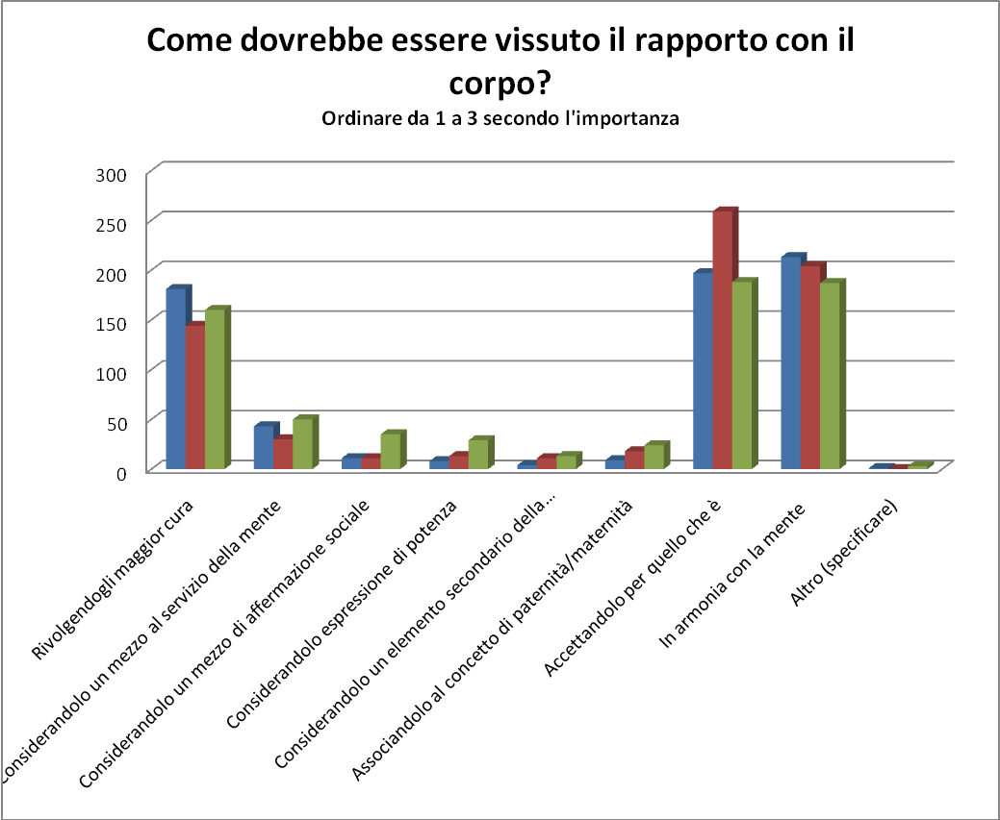 Come dovrebbe essere vissuto il rapporto con il
corpo?
Ordinare da 1 a 3 secondo l'importanza
300
250
200
150
100
50
0
Rivolgendogli maggior cura
Considerandolo un mezzo al servizio della mente
Considerandolo un mezzo di affermazione sociale
Considerandolo espressione di potenza
Considerandolo un elemento secondario della...
Associandolo al concetto di paternità/maternità
Accettandolo per quello che è
In armonia con la mente
Altro (specificare)